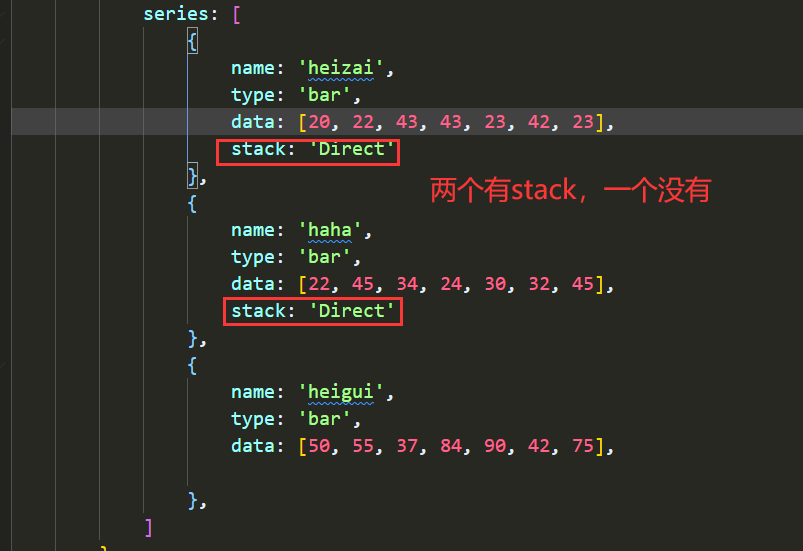 series: [
{
name: 'heizai',
type: 'bar',
data: [20, 22, 43, 43, 23, 42, 23],
stack: 'Direct'
},
两个有stack，一个没有
{
name: 'haha',
type: 'bar',
data: [22, 45, 34, 24, 30, 32, 45],
stack: 'Direct'
},
{
name: 'heigui',
type: 'bar',
data: [50, 55, 37, 84, 90, 42, 75],
},
]
}